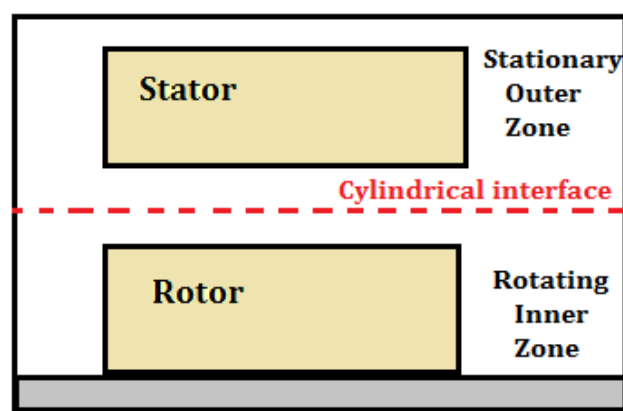 Stator
Stationary
Outer
Zone
Cylindrical interface
Rotor
Rotating
Inner
Zone